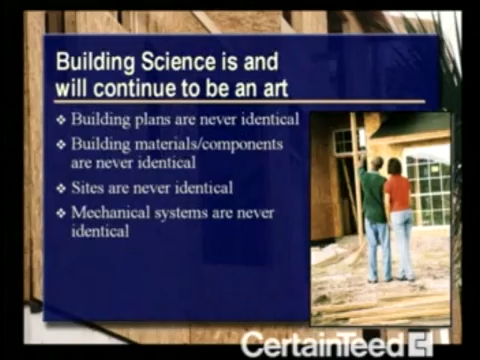 Building Science is and
will continue to be an art
❖ Building plans are never identical
❖ Building materials/components
are never identical
❖ Sites are never identical
❖ Mechanical systems are never
identical
CertainTeed